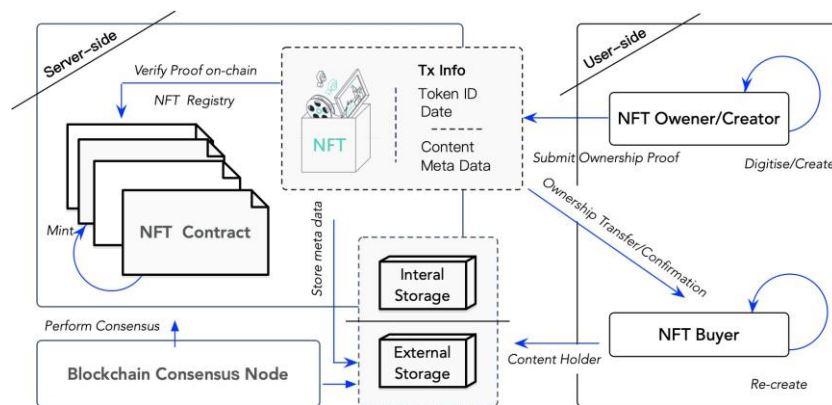 Server-side
User-side
Verify Proof on-chain
NFT Registry
Tx Info
Token ID
Date
Content
Meta Data
NFT
NFT Owener/Creator
Submit Ownership Proof
Digitise/Create
NFT Contract
Mint
Store meta data
Ownership Transfer/Confirmation
Interal
Storage
External
Storage
NFT Buyer
Content Holder
Re-create
Perform Consensus
Blockchain Consensus Node